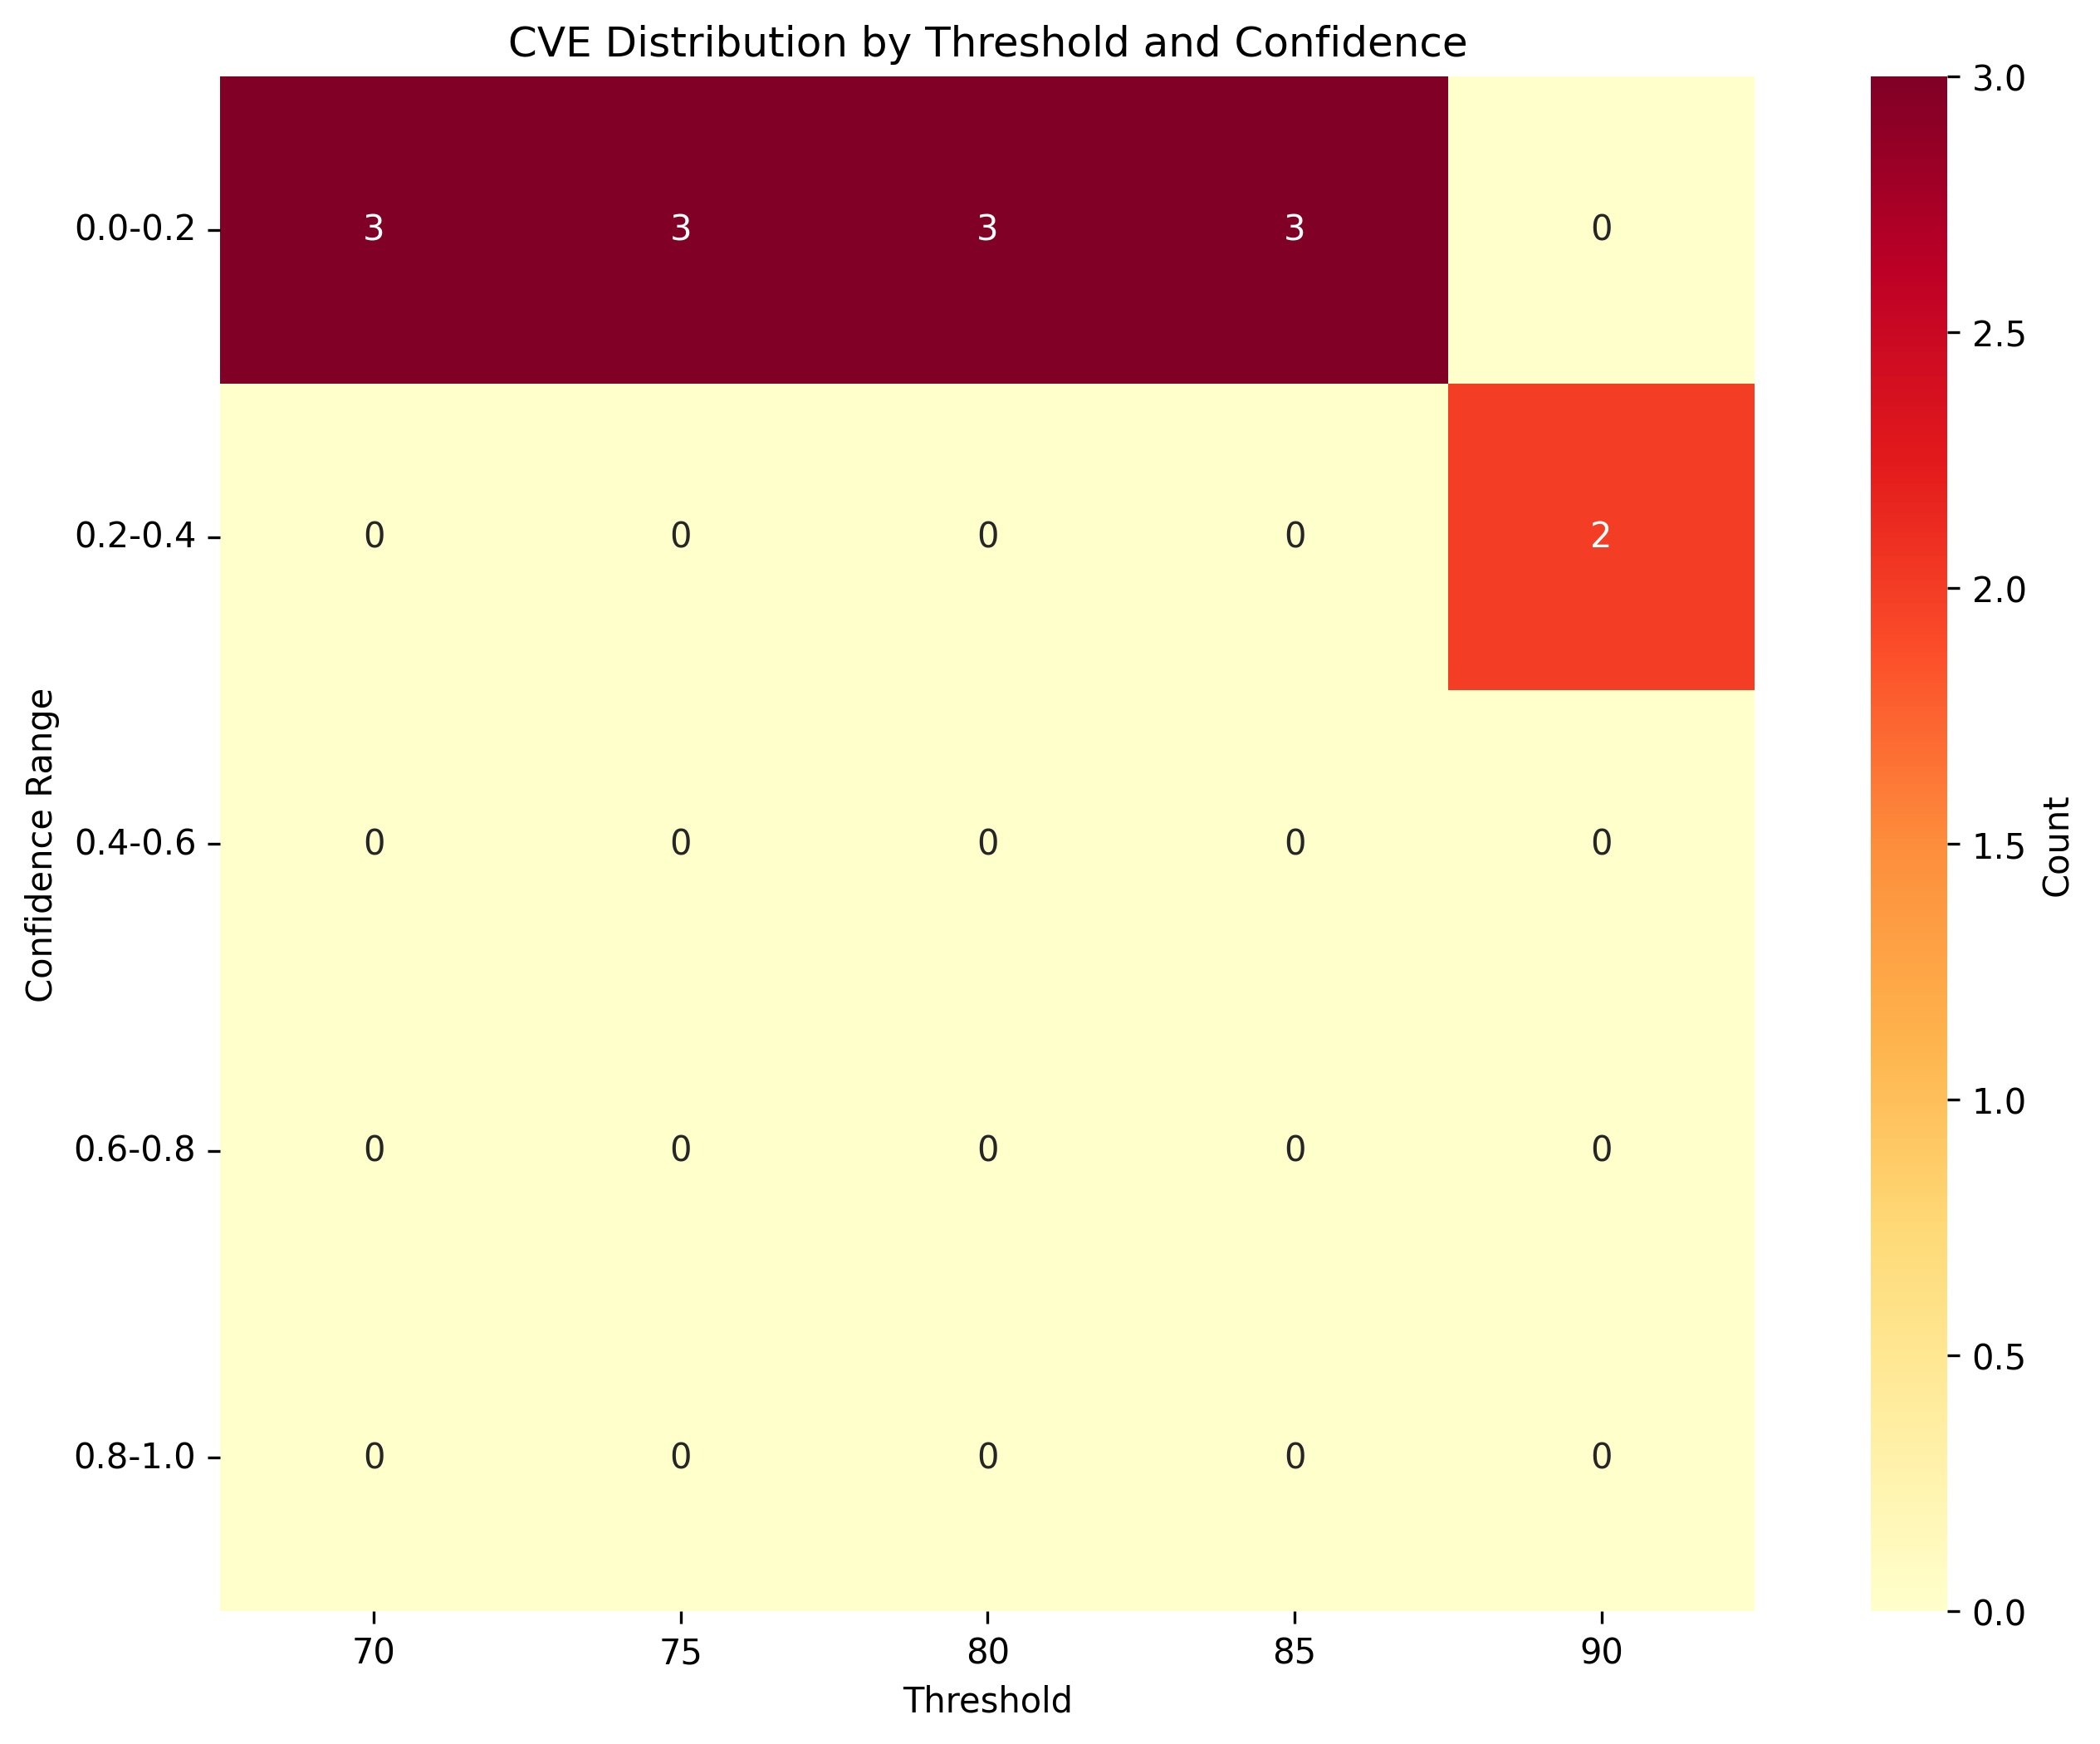 CVE Distribution by Threshold and Confidence
Confidence Range
0.0-0.2 3 3 3 3 0
0.2-0.4 0 0 0 0 2
0.4-0.6 0 0 0 0 0
0.6-0.8 0 0 0 0 0
0.8-1.0 0 0 0 0 0
70 75 80 85 90
Threshold
3.0
2.5
2.0
1.5
1.0
0.5
0.0
Count